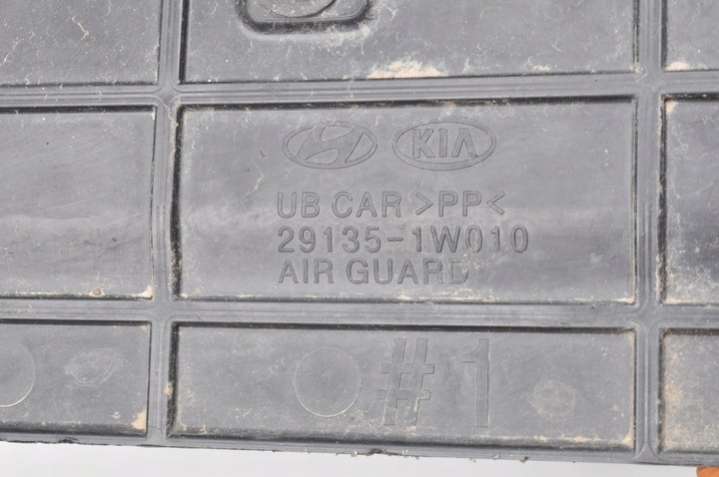 KIA
UB CAR >PP<
29135-1W010
AIR GUARD
#1